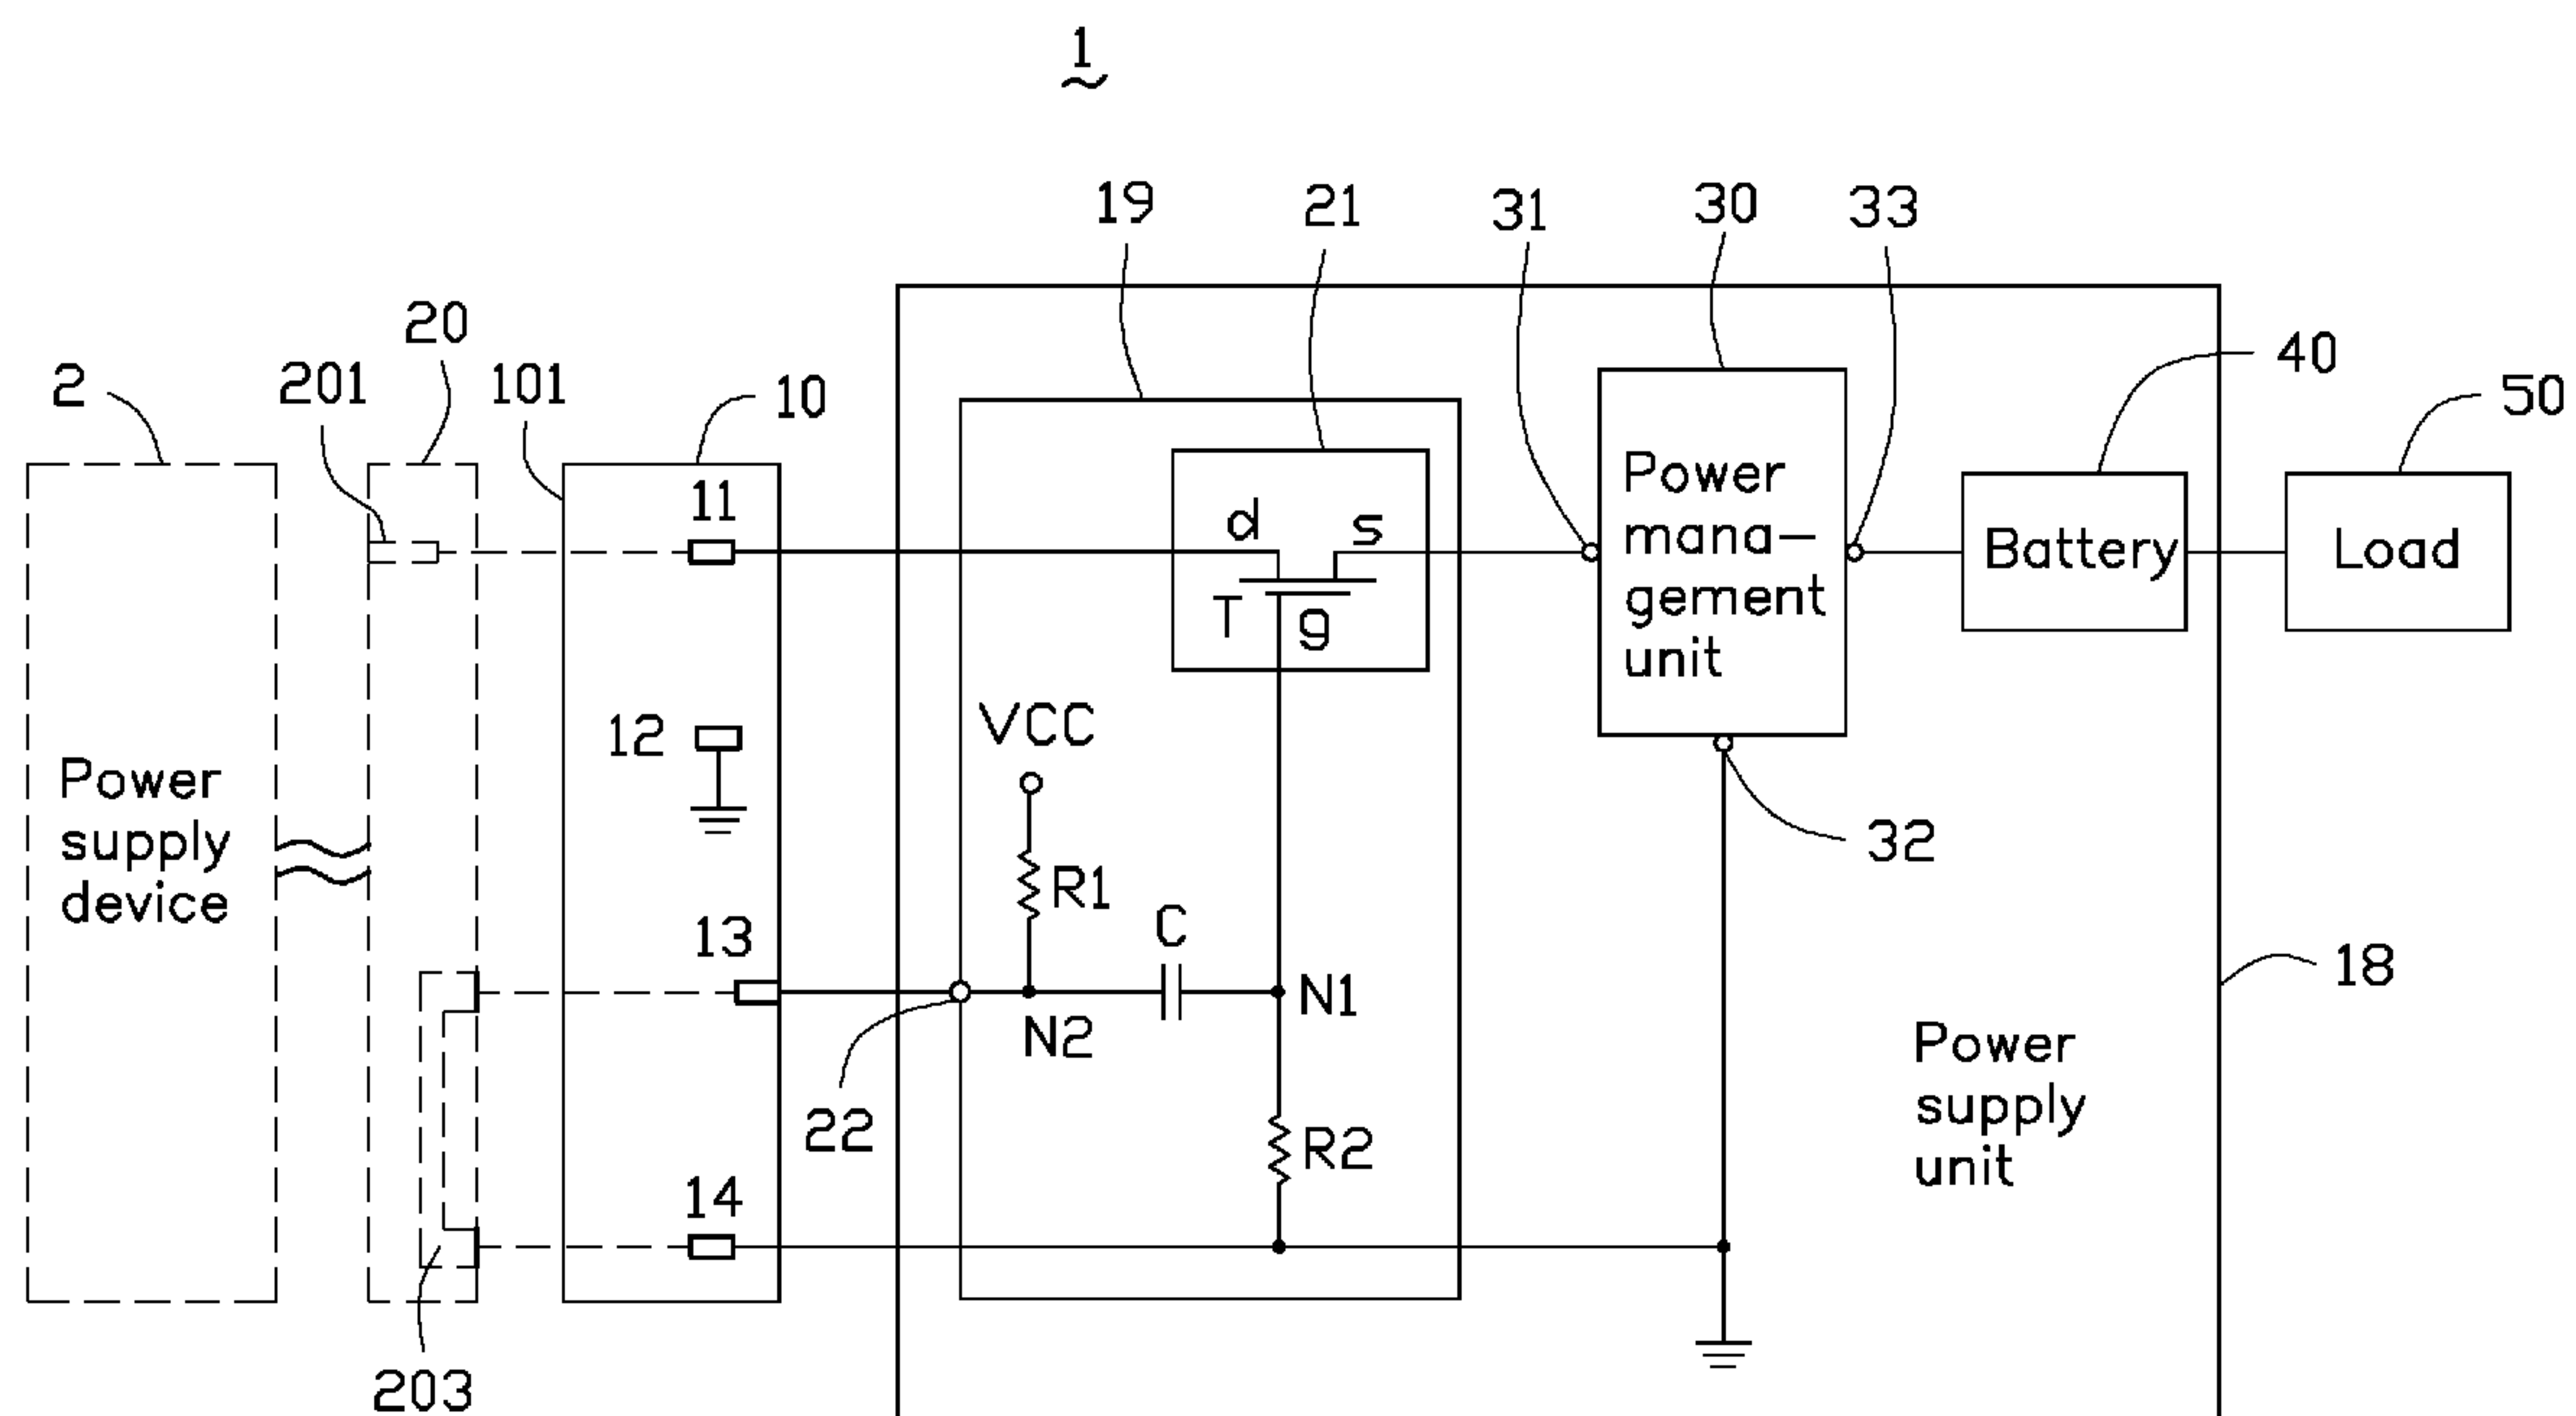 1
19
21
31
30
33
20
2
201
101
10
40
50
11
d
s
T
g
Power
mana-
gement
unit
Battery
Load
12
VCC
Power
supply
device
R1
32
13
C
N1
N2
18
22
R2
Power
supply
unit
14
203